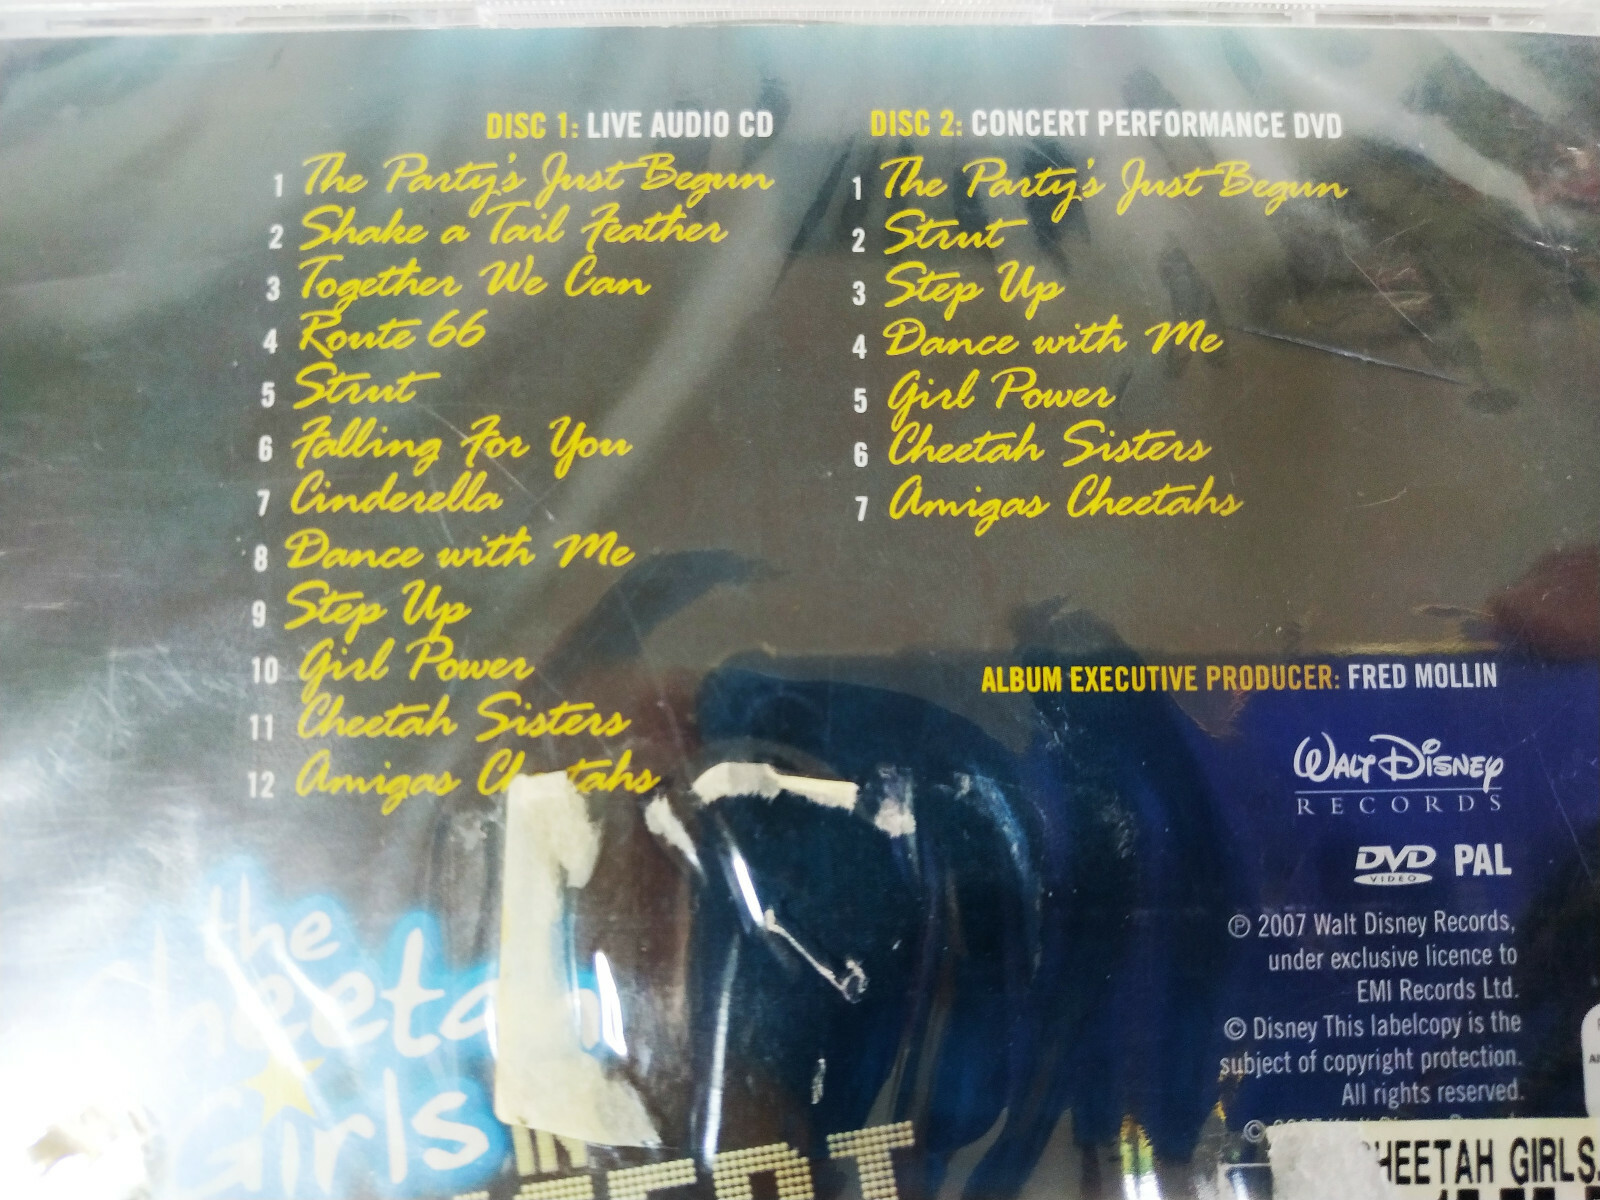 DISC 1: LIVE AUDIO CD
1 The Party's Just Begun
2 Shake a Tail Feather
3 Together We Can
4 Route 66
5 Strut
6 Falling For You
7 Cinderella
8 Dance with Me
9 Step Up
10 Girl Power
11 Cheetah Sisters
12 Amigas Cheetahs
DISC 2: CONCERT PERFORMANCE DVD
1 The Party's Just Begun
2 Strut
3 Step Up
4 Dance with Me
5 Girl Power
6 Cheetah Sisters
7 Amigas Cheetahs
ALBUM EXECUTIVE PRODUCER: FRED MOLLIN
WALT DISNEY
RECORDS
DVD PAL
VIDEO
℗ 2007 Walt Disney Records,
under exclusive licence to
EMI Records Ltd.
© Disney This labelcopy is the
subject of copyright protection.
All rights reserved.
the
Cheetah
Girls
IN
CHEETAH GIRLS